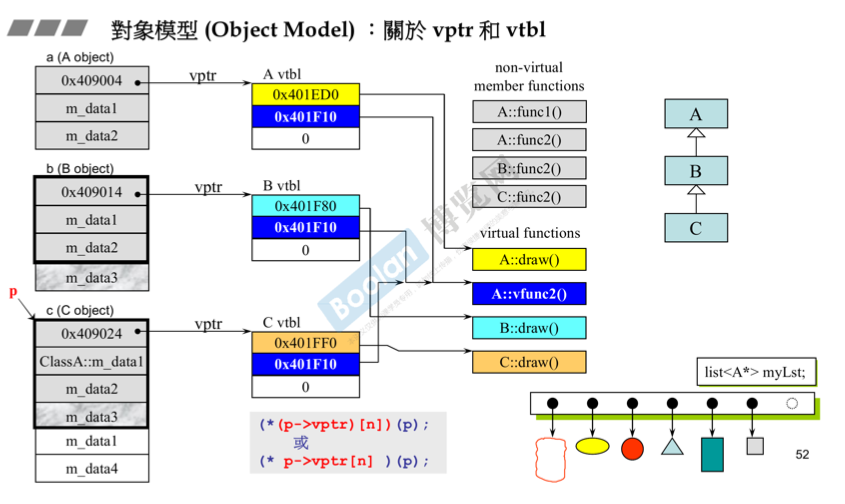 對象模型 (Object Model) ：關於 vptr 和 vtbl
a (A object)
0x409004
m_data1
m_data2
vptr
A vtbl
0x401ED0
0x401F10
0
b (B object)
0x409014
m_data1
m_data2
m_data3
vptr
B vtbl
0x401F80
0x401F10
0
p
c (C object)
0x409024
ClassA::m_data1
m_data2
m_data3
m_data1
m_data4
vptr
C vtbl
0x401FF0
0x401F10
0
(*(p->vptr)[n])(p);
或
(* p->vptr[n] )(p);
non-virtual
member functions
A::func1()
A::func2()
B::func2()
C::func2()
virtual functions
A::draw()
A::vfunc2()
B::draw()
C::draw()
A
B
C
list<A*> myLst;
52
Boolan
博览网